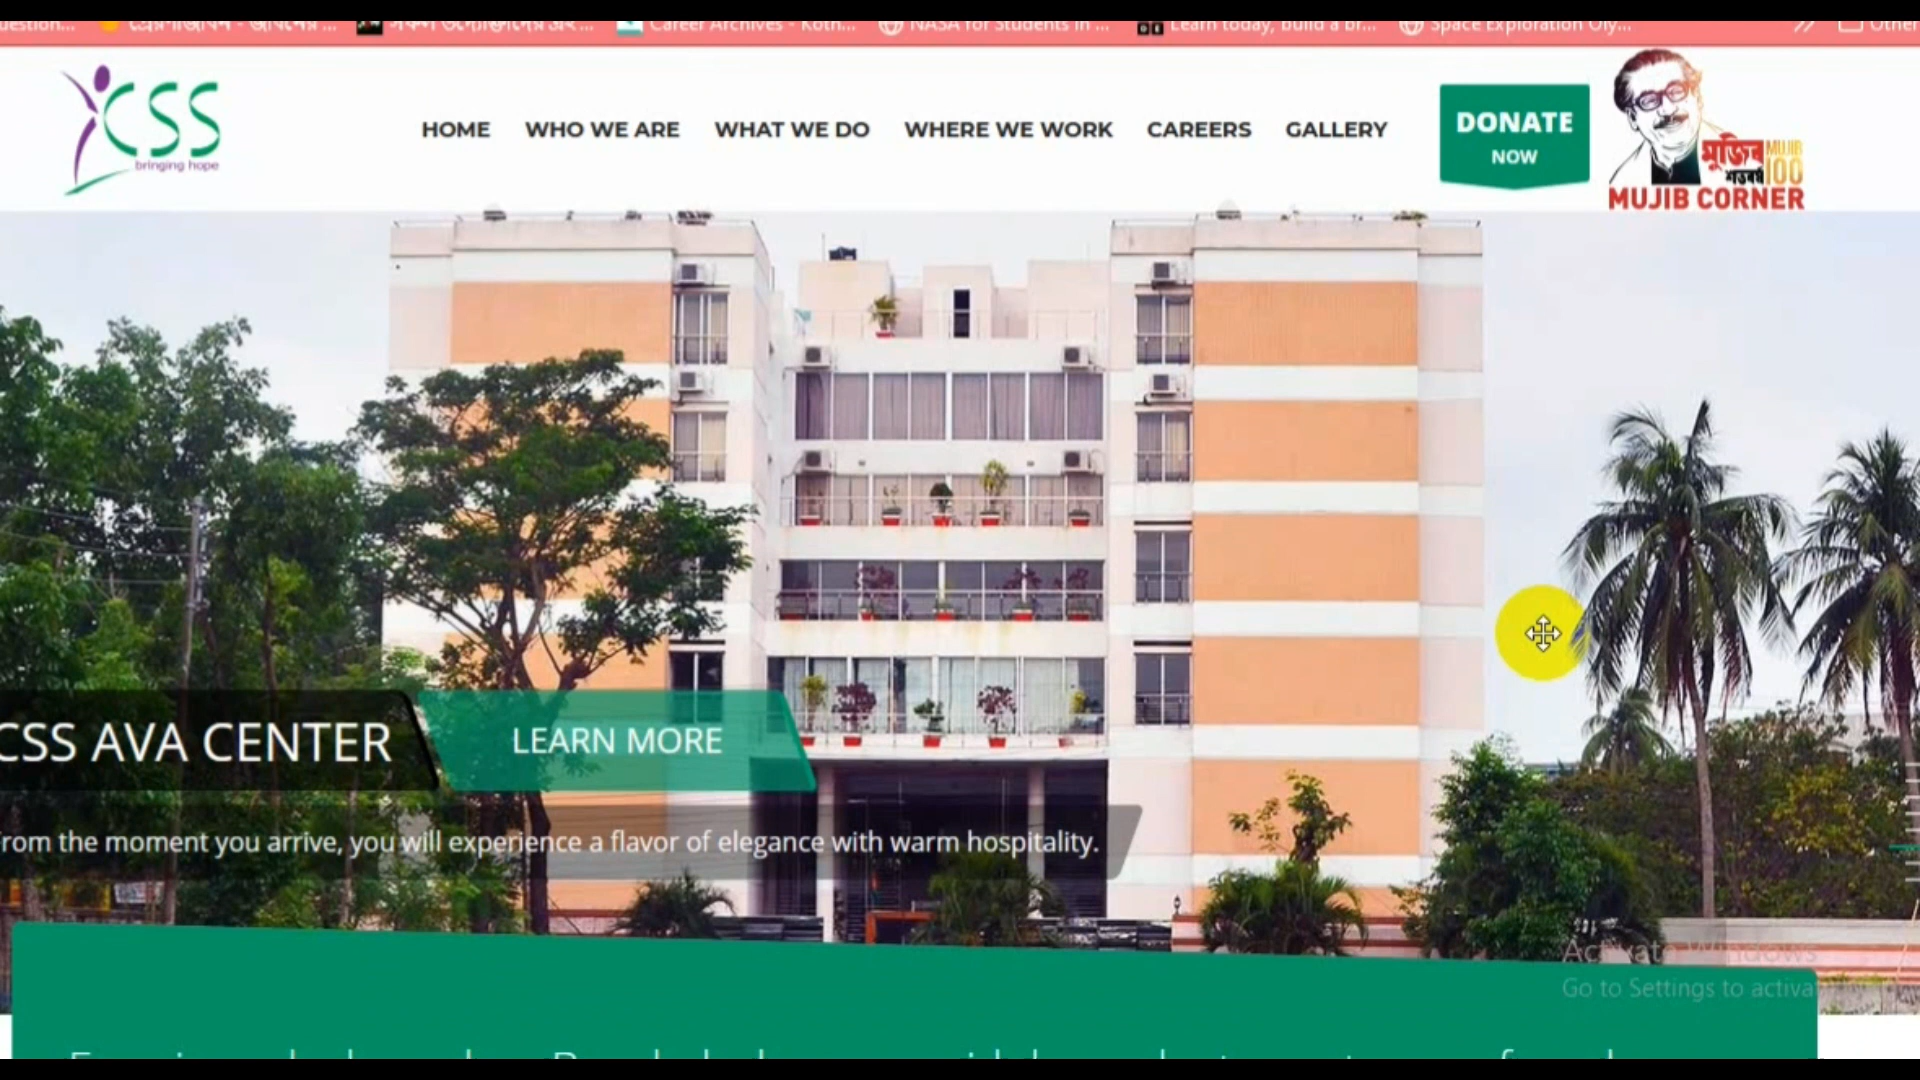 Career Archives - Koth...
NASA for Students in ...
Learn today, build a br...
Space Exploration Oly...
CSS
bringing hope
HOME
WHO WE ARE
WHAT WE DO
WHERE WE WORK
CAREERS
GALLERY
DONATE
NOW
মুজিব
শতবর্ষ
MUJIB
100
MUJIB CORNER
CSS AVA CENTER
LEARN MORE
rom the moment you arrive, you will experience a flavor of elegance with warm hospitality.
Activate Windows
Go to Settings to activa